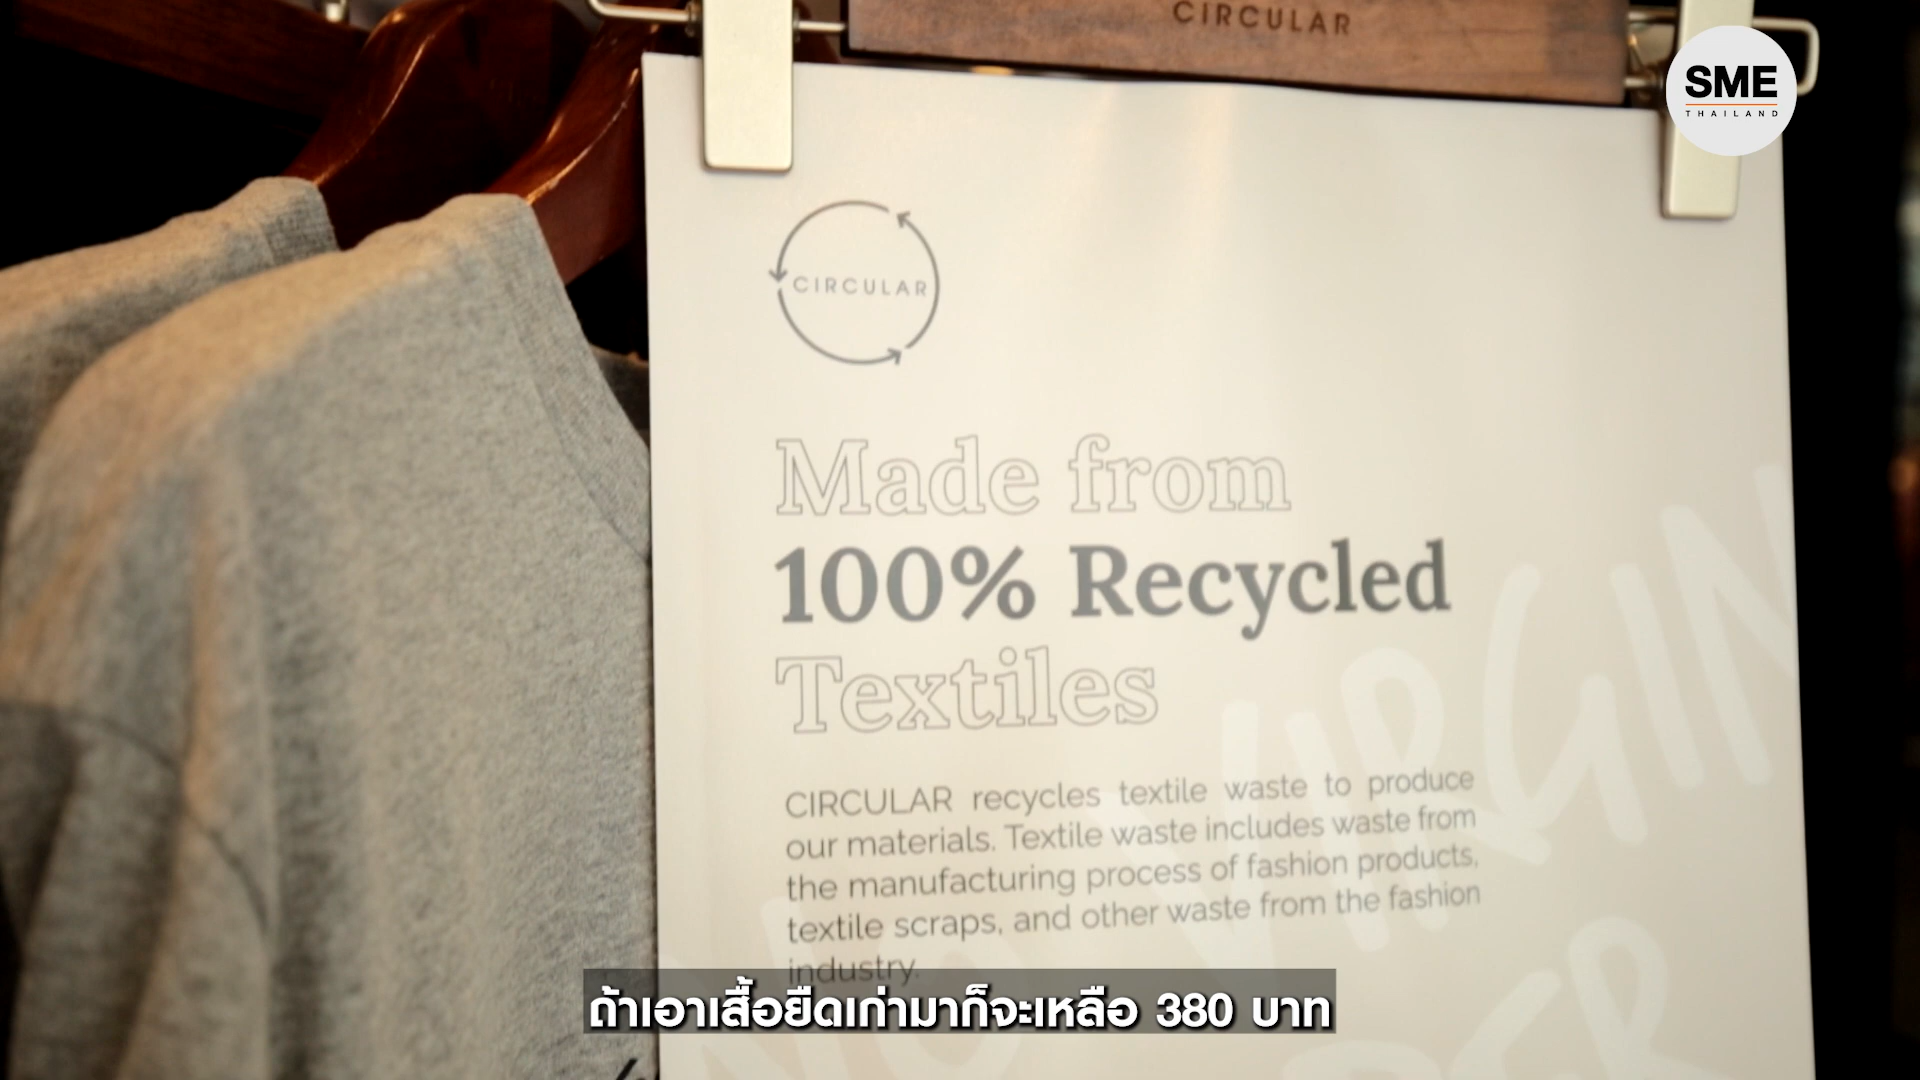 CIRCULAR
SME
THAILAND
CIRCULAR
Made from
100% Recycled
Textiles
CIRCULAR recycles textile waste to produce
our materials. Textile waste includes waste from
the manufacturing process of fashion products,
textile scraps, and other waste from the fashion
industry.
NO VIRGIN
ถ้าเอาเสื้อยืดเก่ามาก็จะเหลือ 380 บาท